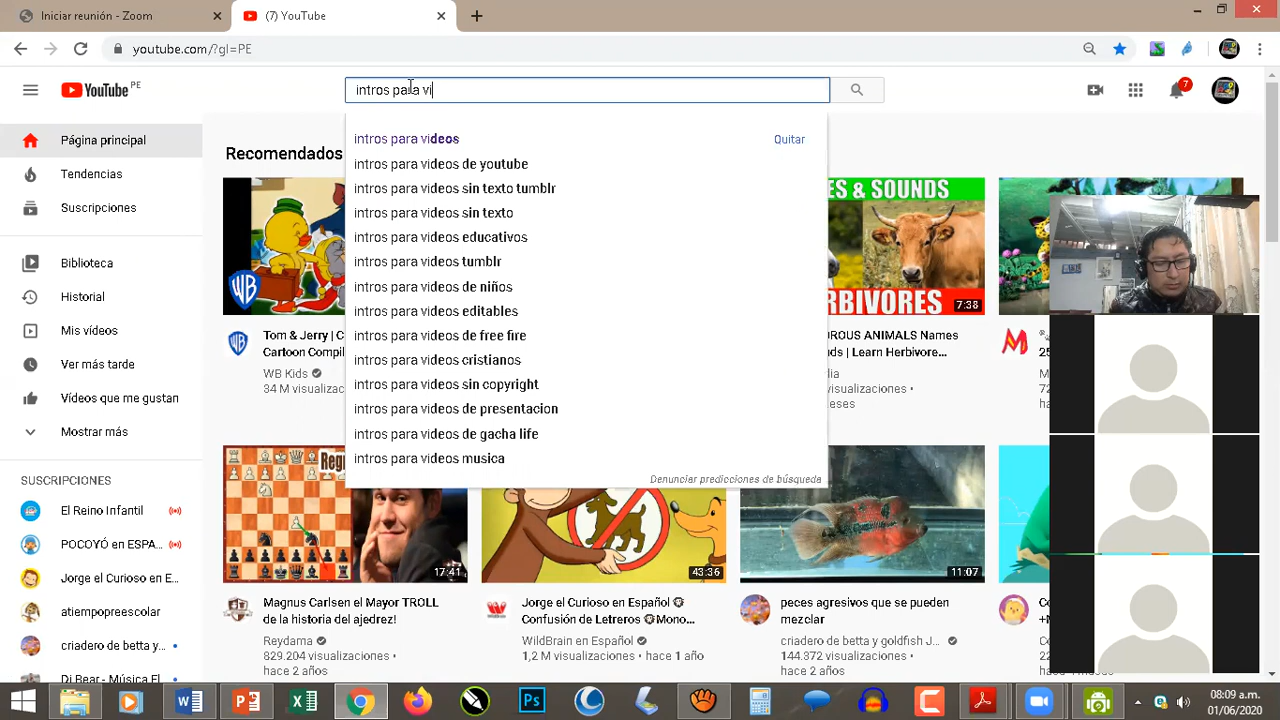 Iniciar reunión - Zoom
(7) YouTube
youtube.com/?gl=PE
YouTube PE
intros para vi
7
Página principal
Tendencias
Suscripciones
Biblioteca
Historial
Mis vídeos
Ver más tarde
Vídeos que me gustan
Mostrar más
SUSCRIPCIONES
El Reino Infantil
POCOYÓ en ESPA...
Jorge el Curioso en E...
atiempopreescolar
criadero de betta y...
Recomendados
intros para videos
Quitar
intros para videos de youtube
intros para videos sin texto tumblr
intros para videos sin texto
intros para videos educativos
intros para videos tumblr
intros para videos de niños
intros para videos editables
intros para videos de free fire
intros para videos cristianos
intros para videos sin copyright
intros para videos de presentacion
intros para videos de gacha life
intros para videos musica
Denunciar predicciones de búsqueda
WB
Tom & Jerry | C
Cartoon Compil
WB Kids
34 M visualizacio
S & SOUNDS
RBIVORES
7:38
ROUS ANIMALS Names
ds | Learn Herbivore...
aciones •
eses
17:41
Magnus Carlsen el Mayor TROLL
de la historia del ajedrez!
Reydama
829.204 visualizaciones •
hace 2 años
43:36
Jorge el Curioso en Español
Confusión de Letreros Mono...
WildBrain en Español
1,2 M visualizaciones • hace 1 año
11:07
peces agresivos que se pueden
mezclar
criadero de betta y goldfish J...
144.372 visualizaciones •
hace 2 años
Ps
08:09 a.m.
01/06/2020